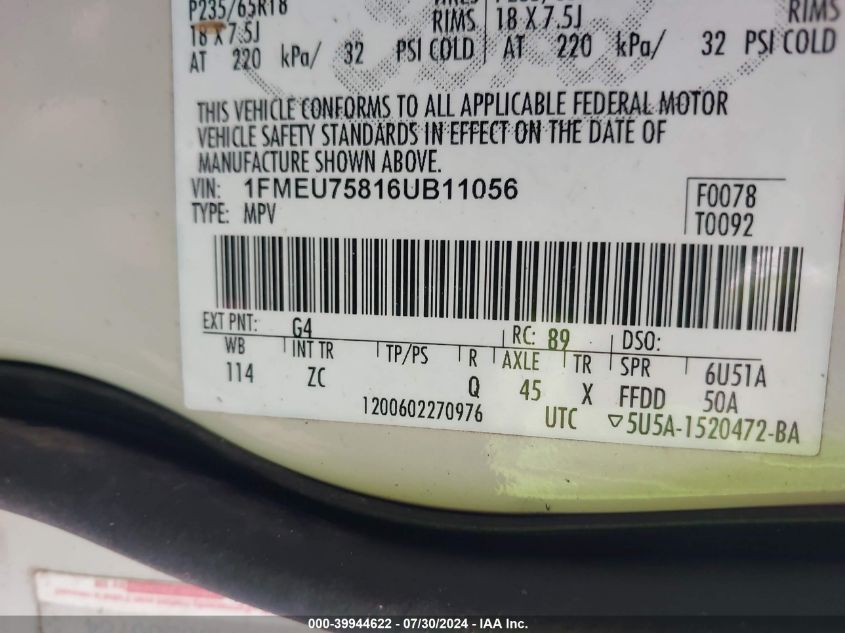 P235/65R18
18 X 7.5J RIMS
AT 220 kPa/ 32 PSI COLD
18 X 7.5J RIMS
AT 220 kPa/ 32 PSI COLD
THIS VEHICLE CONFORMS TO ALL APPLICABLE FEDERAL MOTOR
VEHICLE SAFETY STANDARDS IN EFFECT ON THE DATE OF
MANUFACTURE SHOWN ABOVE.
VIN: 1FMEU75816UB11056
TYPE: MPV
F0078
T0092
EXT PNT: G4 RC: 89 DSO:
WB INT TR TP/PS R AXLE TR SPR 6U51A
114 ZC Q 45 X FFDD 50A
1200602270976 UTC ▽5U5A-1520472-BA
000-39944622 / 07/30/2024 - IAA Inc.